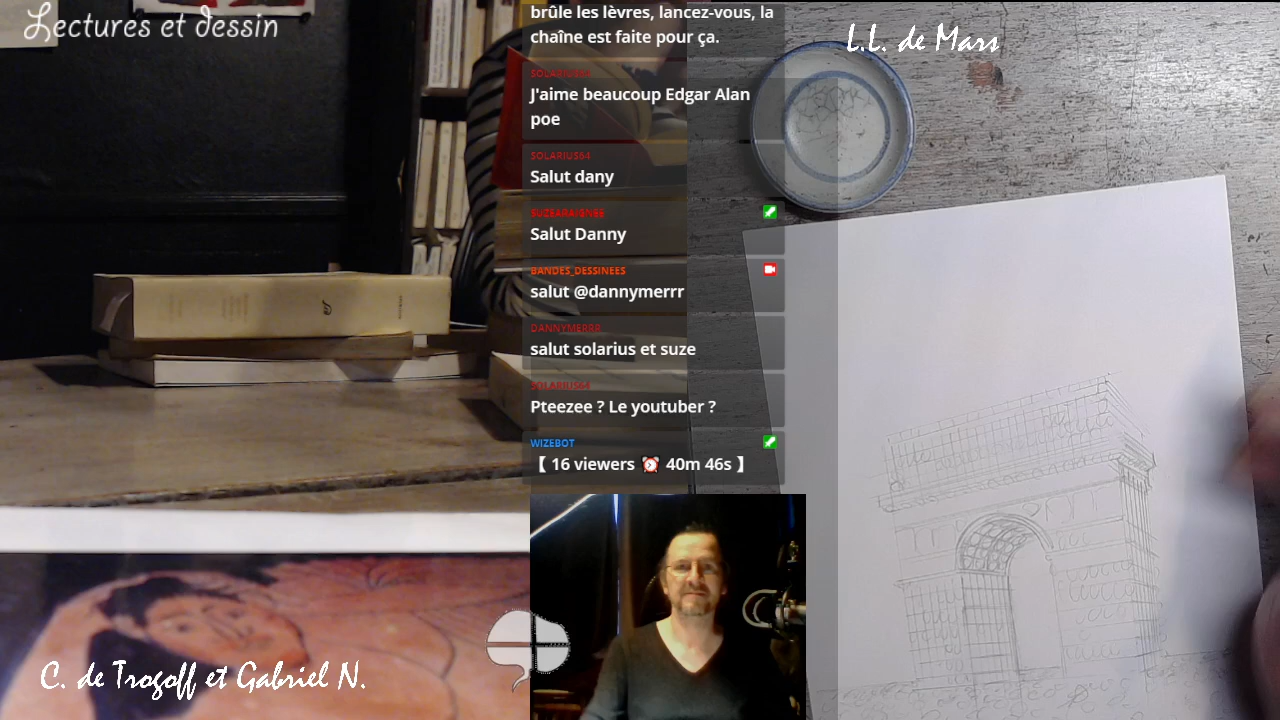 Lectures et dessin
L.L. de Mars
brûle les lèvres, lancez-vous, la
chaîne est faite pour ça.
SOLARIUS64
J'aime beaucoup Edgar Alan
poe
SOLARIUS64
Salut dany
SUZEARAIGNEE
Salut Danny
BANDES_DESSINEES
salut @dannymerrr
DANNYMERRR
salut solarius et suze
SOLARIUS64
Pteezee ? Le youtuber ?
WIZEBOT
【 16 viewers ⏰ 40m 46s 】
C. de Trogoff et Gabriel N.